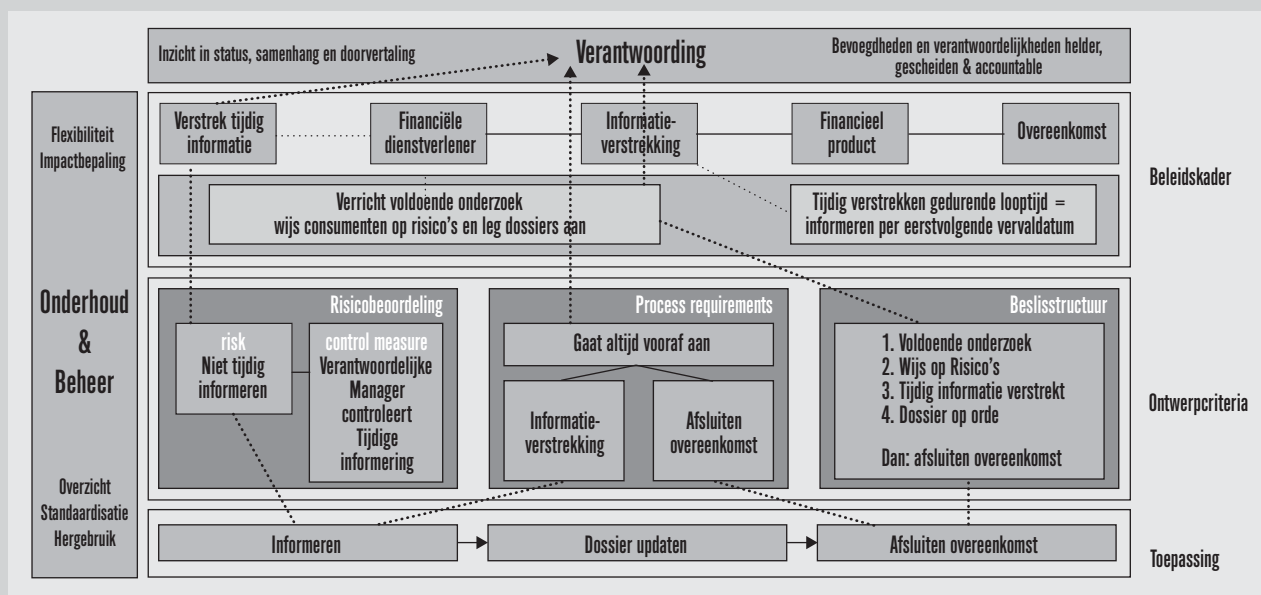 Inzicht in status, samenhang en doorvertaling
Verantwoording
Bevoegdheden en verantwoordelijkheden helder,
gescheiden & accountable
Flexibiliteit
Impactbepaling
Onderhoud
&
Beheer
Overzicht
Standaardisatie
Hergebruik
Verstrek tijdig
informatie
Financiële
dienstverlener
Informatie-
verstrekking
Financieel
product
Overeenkomst
Verricht voldoende onderzoek
wijs consumenten op risico's en leg dossiers aan
Tijdig verstrekken gedurende looptijd =
informeren per eerstvolgende vervaldatum
Beleidskader
Risicobeoordeling
risk
Niet tijdig
informeren
control measure
Verantwoordelijke
Manager
controleert
Tijdige
informering
Process requirements
Gaat altijd vooraf aan
Informatie-
verstrekking
Afsluiten
overeenkomst
Beslisstructuur
1. Voldoende onderzoek
2. Wijs op Risico's
3. Tijdig informatie verstrekt
4. Dossier op orde
Dan: afsluiten overeenkomst
Ontwerpcriteria
Informeren
Dossier updaten
Afsluiten overeenkomst
Toepassing